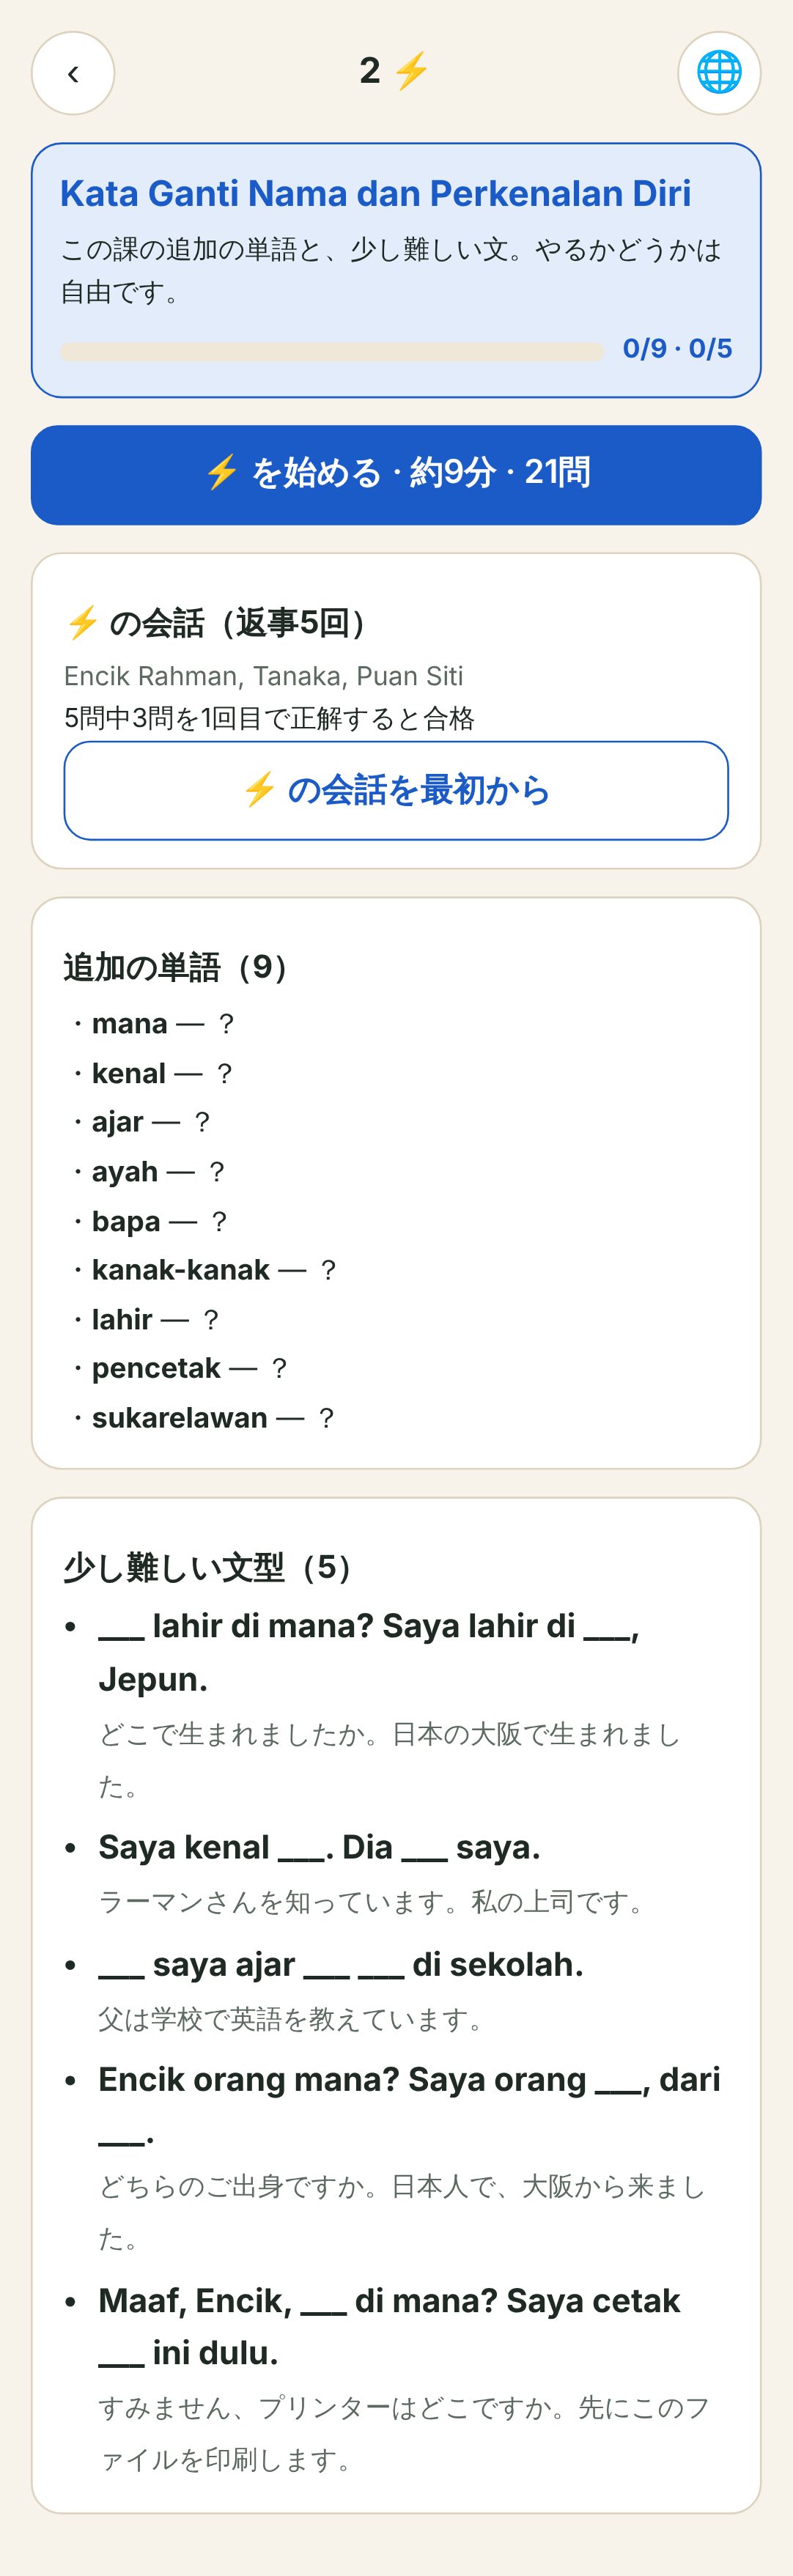 ‹
2 ⚡
🌐
Kata Ganti Nama dan Perkenalan Diri
この課の追加の単語と、少し難しい文。やるかどうかは
自由です。
0/9 · 0/5
⚡ を始める · 約9分 · 21問
⚡ の会話（返事5回）
Encik Rahman, Tanaka, Puan Siti
5問中3問を1回目で正解すると合格
⚡ の会話を最初から
追加の単語（9）
· mana — ？
· kenal — ？
· ajar — ？
· ayah — ？
· bapa — ？
· kanak-kanak — ？
· lahir — ？
· pencetak — ？
· sukarelawan — ？
少し難しい文型（5）
• ___ lahir di mana? Saya lahir di ___,
Jepun.
どこで生まれましたか。日本の大阪で生まれまし
た。
• Saya kenal ___. Dia ___ saya.
ラーマンさんを知っています。私の上司です。
• ___ saya ajar ___ ___ di sekolah.
父は学校で英語を教えています。
• Encik orang mana? Saya orang ___, dari
___.
どちらのご出身ですか。日本人で、大阪から来まし
た。
• Maaf, Encik, ___ di mana? Saya cetak
___ ini dulu.
すみません、プリンターはどこですか。先にこのフ
ァイルを印刷します。